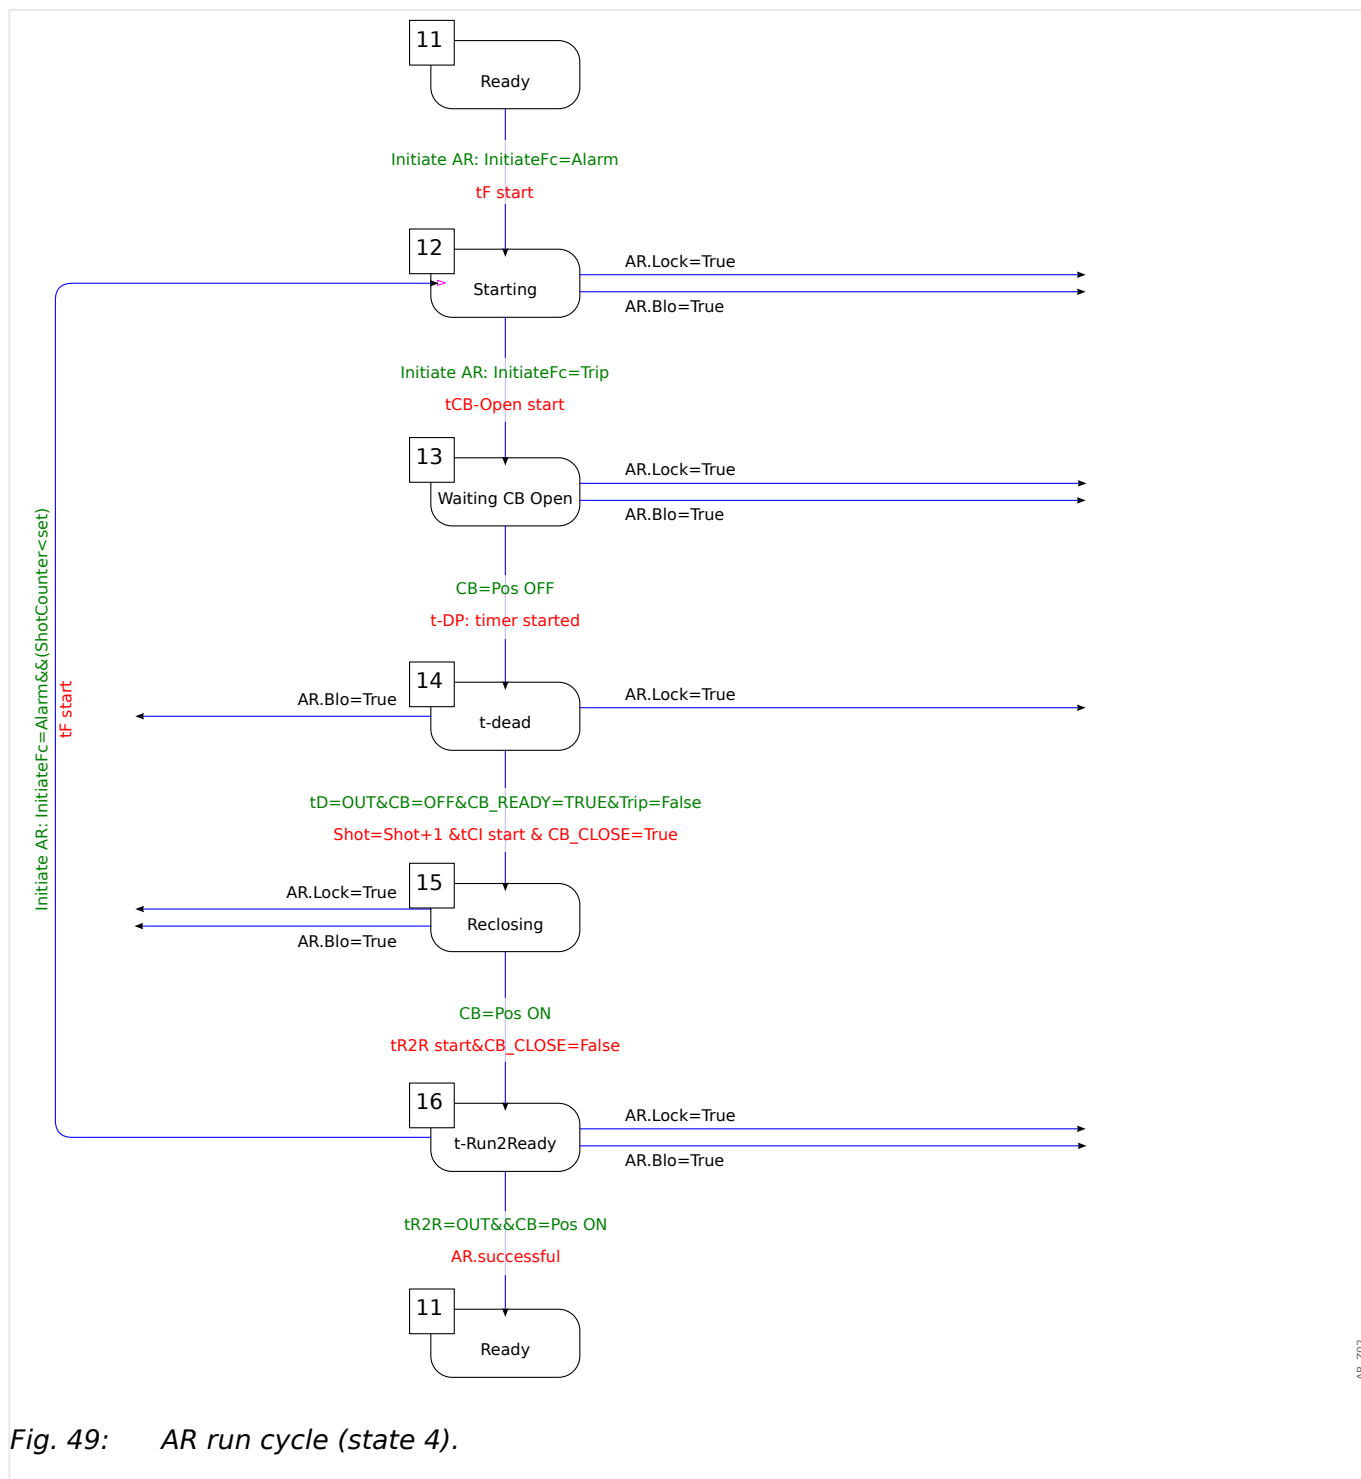 11
Ready
Initiate AR: InitiateFc=Alarm
tF start
12
Starting
AR.Lock=True
AR.Blo=True
Initiate AR: InitiateFc=Trip
tCB-Open start
13
Waiting CB Open
AR.Lock=True
AR.Blo=True
CB=Pos OFF
t-DP: timer started
14
t-dead
AR.Blo=True
AR.Lock=True
tD=OUT&CB=OFF&CB_READY=TRUE&Trip=False
Shot=Shot+1 &tCI start & CB_CLOSE=True
15
Reclosing
AR.Lock=True
AR.Blo=True
CB=Pos ON
tR2R start&CB_CLOSE=False
16
t-Run2Ready
AR.Lock=True
AR.Blo=True
Initiate AR: InitiateFc=Alarm&&(ShotCounter<set)
tF start
tR2R=OUT&&CB=Pos ON
AR.successful
11
Ready
Fig. 49: AR run cycle (state 4).